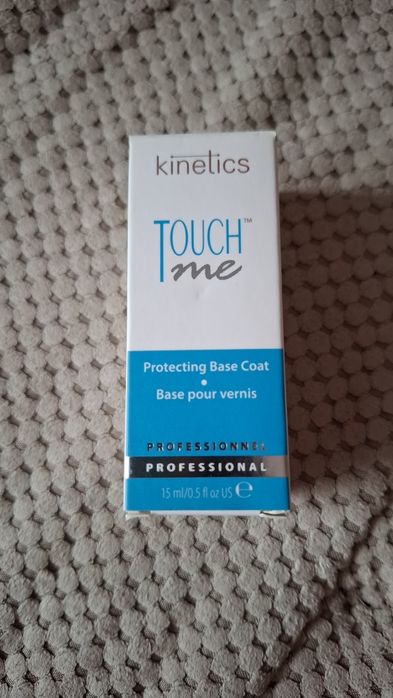 kinetics
TOUCH™
me
Protecting Base Coat
•
Base pour vernis
PROFESSIONNEL
PROFESSIONAL
15 ml/0.5 fl oz US ℮